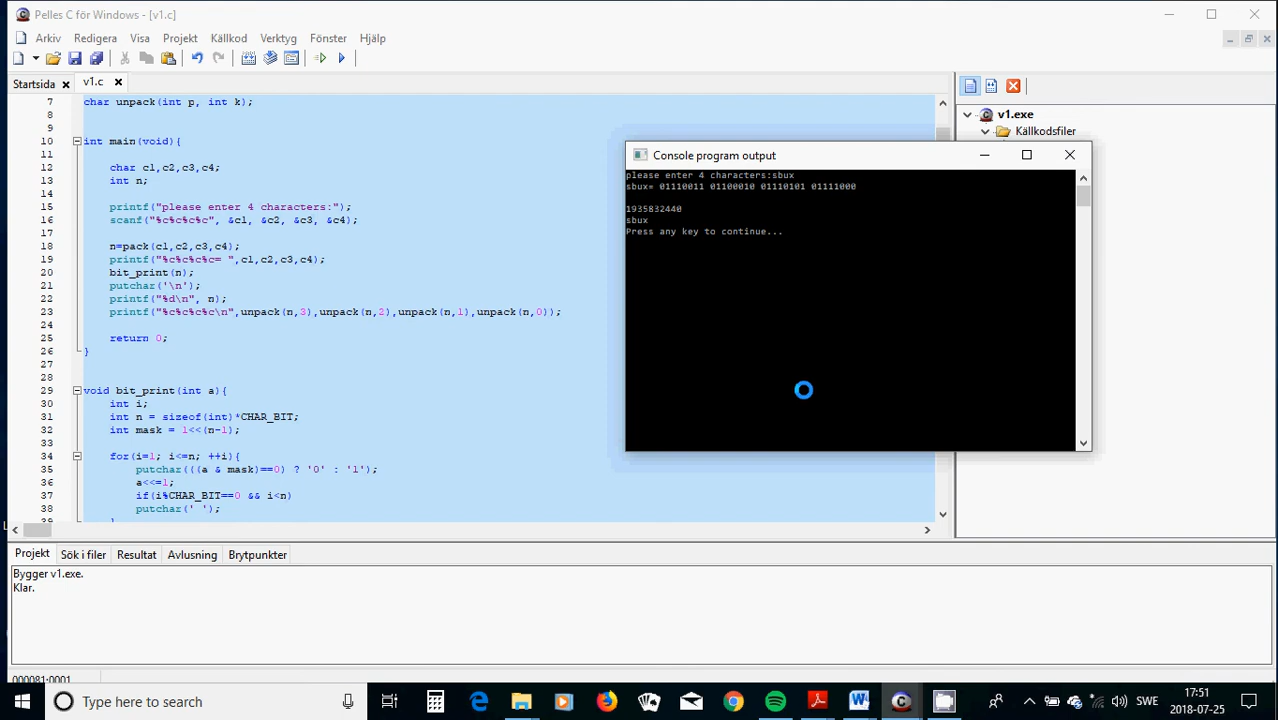 Pelles C för Windows - [v1.c]
Arkiv Redigera Visa Projekt Källkod Verktyg Fönster Hjälp
Startsida v1.c
7 char unpack(int p, int k);
8
9
10 int main(void){
11
12 char c1,c2,c3,c4;
13 int n;
14
15 printf("please enter 4 characters:");
16 scanf("%c%c%c%c", &c1, &c2, &c3, &c4);
17
18 n=pack(c1,c2,c3,c4);
19 printf("%c%c%c%c= ",c1,c2,c3,c4);
20 bit_print(n);
21 putchar('\n');
22 printf("%d\n", n);
23 printf("%c%c%c%c\n",unpack(n,3),unpack(n,2),unpack(n,1),unpack(n,0));
24
25 return 0;
26 }
27
28
29 void bit_print(int a){
30 int i;
31 int n = sizeof(int)*CHAR_BIT;
32 int mask = 1<<(n-1);
33
34 for(i=1; i<=n; ++i){
35 putchar(((a & mask)==0) ? '0' : '1');
36 a<<=1;
37 if(i%CHAR_BIT==0 && i<n)
38 putchar(' ');
39 }
v1.exe
Källkodsfiler
Console program output
please enter 4 characters:sbux
sbux= 01110011 01100010 01110101 01111000
1935832440
sbux
Press any key to continue...
Projekt Sök i filer Resultat Avlusning Brytpunkter
Bygger v1.exe.
Klar.
000081:0001
Type here to search
SWE
17:51
2018-07-25